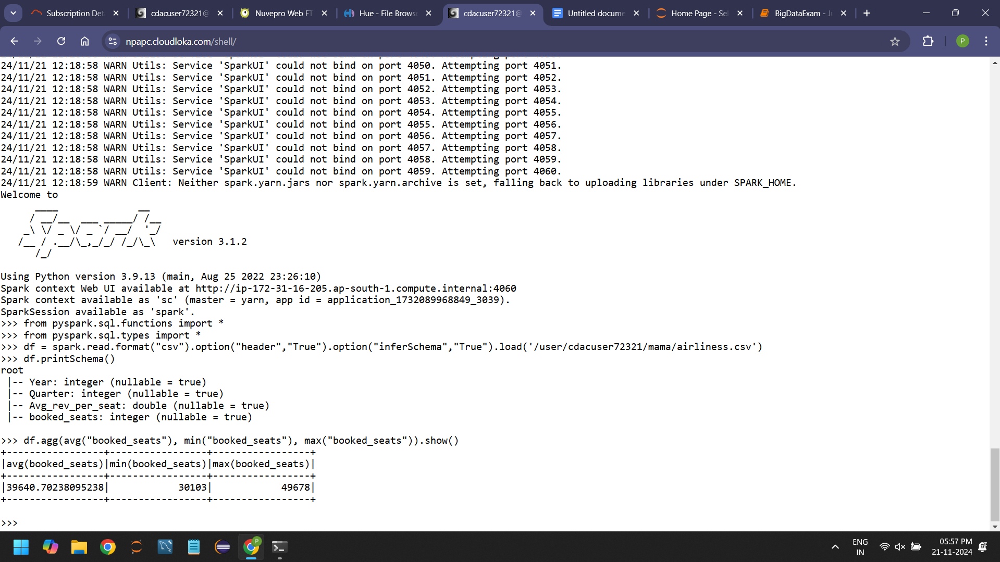 Subscription Det
cdacuser72321@
Nuvepro Web FT
Hue - File Browse
cdacuser72321@
Untitled docume
Home Page - Sel
BigDataExam - Ju
npapc.cloudloka.com/shell/
P
24/11/21 12:18:58 WARN Utils: Service 'SparkUI' could not bind on port 4050. Attempting port 4051.
24/11/21 12:18:58 WARN Utils: Service 'SparkUI' could not bind on port 4051. Attempting port 4052.
24/11/21 12:18:58 WARN Utils: Service 'SparkUI' could not bind on port 4052. Attempting port 4053.
24/11/21 12:18:58 WARN Utils: Service 'SparkUI' could not bind on port 4053. Attempting port 4054.
24/11/21 12:18:58 WARN Utils: Service 'SparkUI' could not bind on port 4054. Attempting port 4055.
24/11/21 12:18:58 WARN Utils: Service 'SparkUI' could not bind on port 4055. Attempting port 4056.
24/11/21 12:18:58 WARN Utils: Service 'SparkUI' could not bind on port 4056. Attempting port 4057.
24/11/21 12:18:58 WARN Utils: Service 'SparkUI' could not bind on port 4057. Attempting port 4058.
24/11/21 12:18:58 WARN Utils: Service 'SparkUI' could not bind on port 4058. Attempting port 4059.
24/11/21 12:18:58 WARN Utils: Service 'SparkUI' could not bind on port 4059. Attempting port 4060.
24/11/21 12:18:59 WARN Client: Neither spark.yarn.jars nor spark.yarn.archive is set, falling back to uploading libraries under SPARK_HOME.
Welcome to
Spark version 3.1.2
Using Python version 3.9.13 (main, Aug 25 2022 23:26:10)
Spark context Web UI available at http://ip-172-31-16-205.ap-south-1.compute.internal:4060
Spark context available as 'sc' (master = yarn, app id = application_1732089968849_3039).
SparkSession available as 'spark'.
>>> from pyspark.sql.functions import *
>>> from pyspark.sql.types import *
>>> df = spark.read.format("csv").option("header","True").option("inferSchema","True").load('/user/cdacuser72321/mama/airliness.csv')
>>> df.printSchema()
root
 |-- Year: integer (nullable = true)
 |-- Quarter: integer (nullable = true)
 |-- Avg_rev_per_seat: double (nullable = true)
 |-- booked_seats: integer (nullable = true)
>>> df.agg(avg("booked_seats"), min("booked_seats"), max("booked_seats")).show()
+-----------------+-----------------+-----------------+
|avg(booked_seats)|min(booked_seats)|max(booked_seats)|
+-----------------+-----------------+-----------------+
|39640.70238095238|            30103|            49678|
+-----------------+-----------------+-----------------+
>>>
P
ENG
IN
05:57 PM
21-11-2024